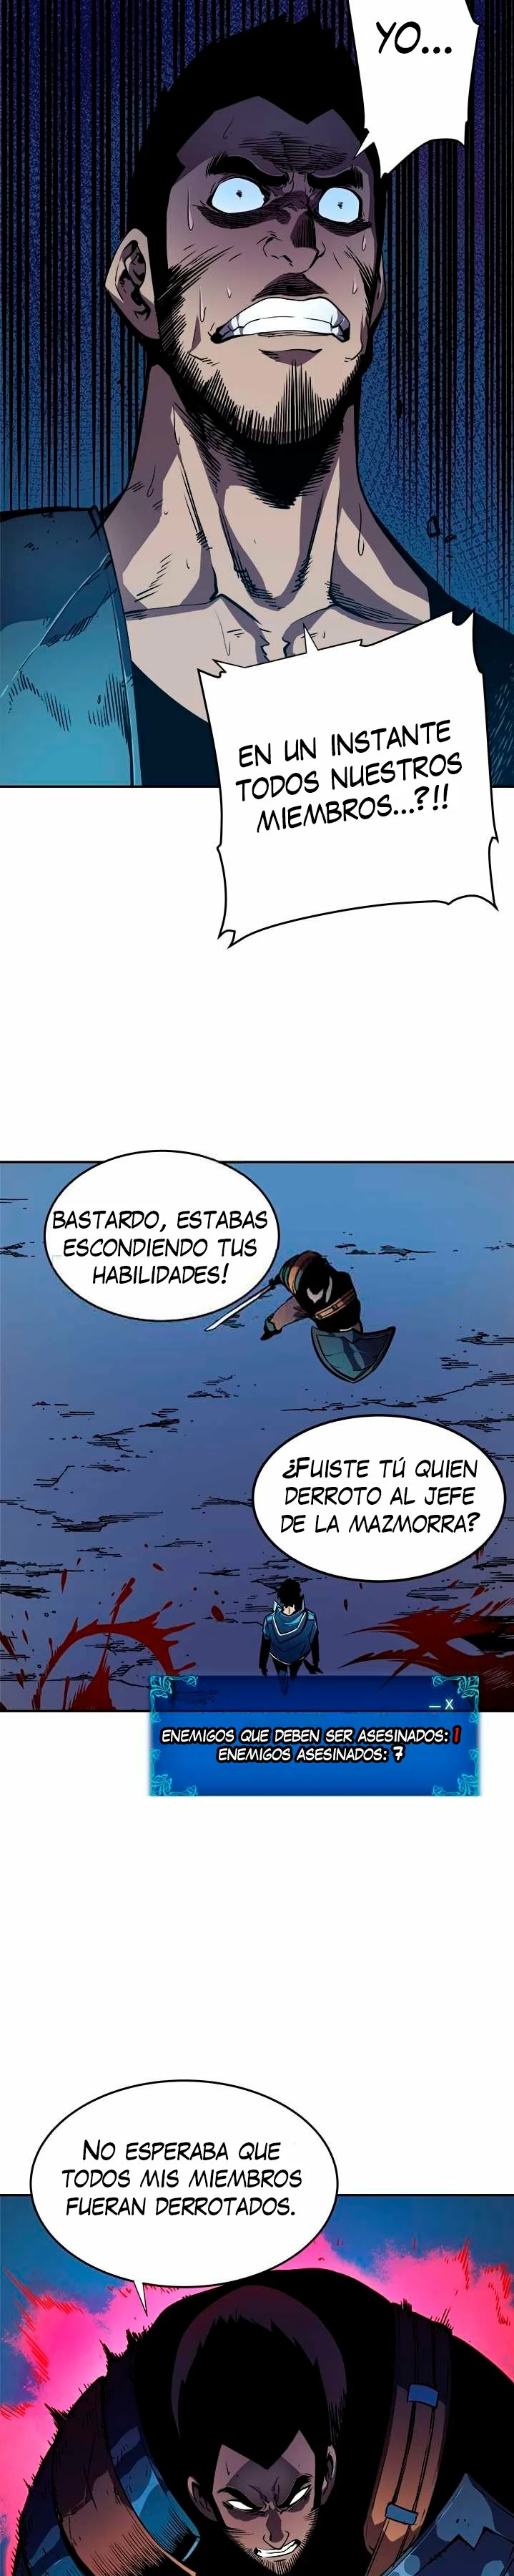 YO...
EN UN INSTANTE
TODOS NUESTROS
MIEMBROS...?!!
BASTARDO, ESTABAS
ESCONDIENDO TUS
HABILIDADES!
¿FUISTE TÚ QUIEN
DERROTO AL JEFE
DE LA MAZMORRA?
— X
ENEMIGOS QUE DEBEN SER ASESINADOS: 1
ENEMIGOS ASESINADOS: 7
NO ESPERABA QUE
TODOS MIS MIEMBROS
FUERAN DERROTADOS.